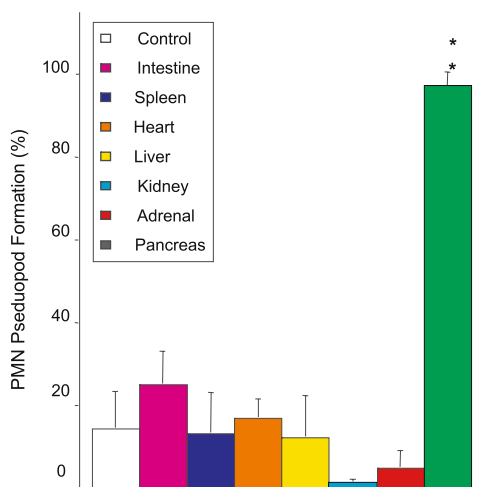 *
*
100
80
60
40
20
0
PMN Pseduopod Formation (%)
Control
Intestine
Spleen
Heart
Liver
Kidney
Adrenal
Pancreas